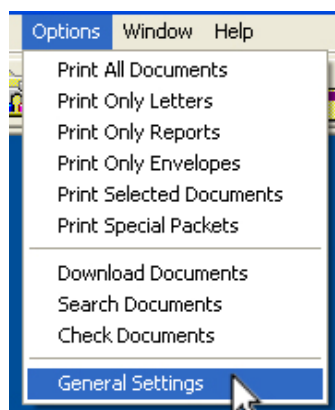 Options Window Help
Print All Documents
Print Only Letters
Print Only Reports
Print Only Envelopes
Print Selected Documents
Print Special Packets
Download Documents
Search Documents
Check Documents
General Settings